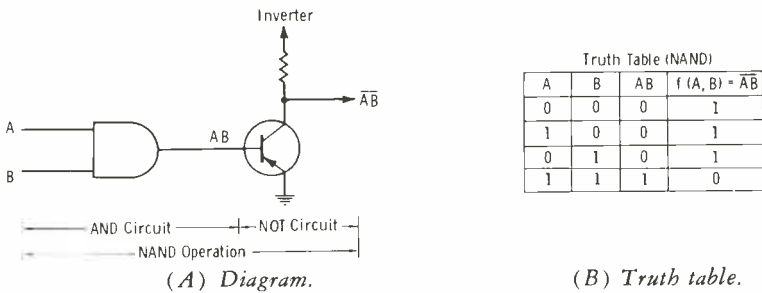 Inverter
A̅B̅
A
AB
B
AND Circuit
NOT Circuit
NAND Operation
(A) Diagram.
Truth Table (NAND)
A B AB f (A, B) = A̅B̅
0 0 0 1
1 0 0 1
0 1 0 1
1 1 1 0
(B) Truth table.